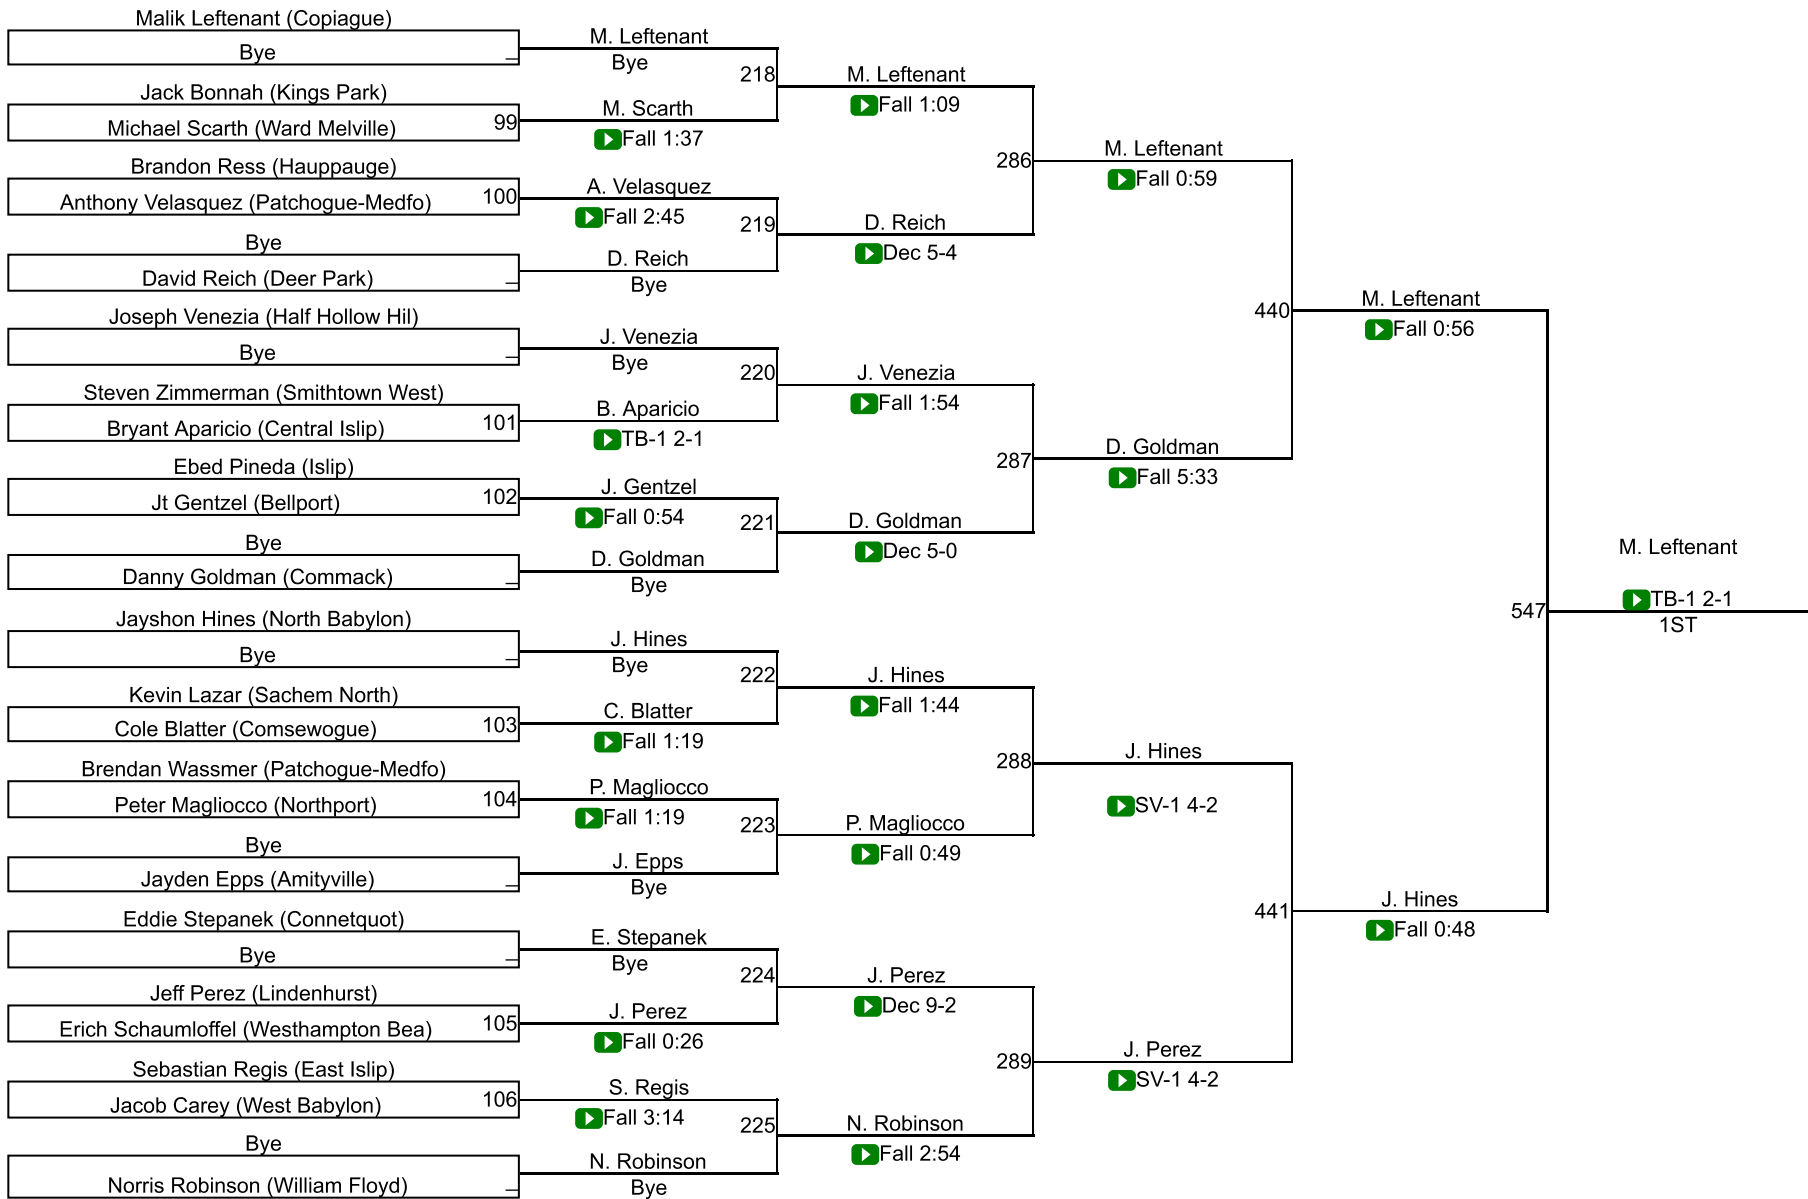 Malik Leftenant (Copiague)
Bye
Jack Bonnah (Kings Park)
Michael Scarth (Ward Melville) 99
Brandon Ress (Hauppauge)
Anthony Velasquez (Patchogue-Medfo) 100
Bye
David Reich (Deer Park)
Joseph Venezia (Half Hollow Hil)
Bye
Steven Zimmerman (Smithtown West)
Bryant Aparicio (Central Islip) 101
Ebed Pineda (Islip)
Jt Gentzel (Bellport) 102
Bye
Danny Goldman (Commack)
Jayshon Hines (North Babylon)
Bye
Kevin Lazar (Sachem North)
Cole Blatter (Comsewogue) 103
Brendan Wassmer (Patchogue-Medfo)
Peter Magliocco (Northport) 104
Bye
Jayden Epps (Amityville)
Eddie Stepanek (Connetquot)
Bye
Jeff Perez (Lindenhurst)
Erich Schaumloffel (Westhampton Bea) 105
Sebastian Regis (East Islip)
Jacob Carey (West Babylon) 106
Bye
Norris Robinson (William Floyd)
M. Leftenant
Bye
218
M. Scarth
Fall 1:37
A. Velasquez
Fall 2:45
219
D. Reich
Bye
J. Venezia
Bye
220
B. Aparicio
TB-1 2-1
J. Gentzel
Fall 0:54
221
D. Goldman
Bye
J. Hines
Bye
222
C. Blatter
Fall 1:19
P. Magliocco
Fall 1:19
223
J. Epps
Bye
E. Stepanek
Bye
224
J. Perez
Fall 0:26
S. Regis
Fall 3:14
225
N. Robinson
Bye
M. Leftenant
Fall 1:09
286
D. Reich
Dec 5-4
J. Venezia
Fall 1:54
287
D. Goldman
Dec 5-0
J. Hines
Fall 1:44
288
P. Magliocco
Fall 0:49
J. Perez
Dec 9-2
289
N. Robinson
Fall 2:54
M. Leftenant
Fall 0:59
440
D. Goldman
Fall 5:33
J. Hines
SV-1 4-2
441
J. Perez
SV-1 4-2
M. Leftenant
Fall 0:56
547
J. Hines
Fall 0:48
M. Leftenant
TB-1 2-1
1ST